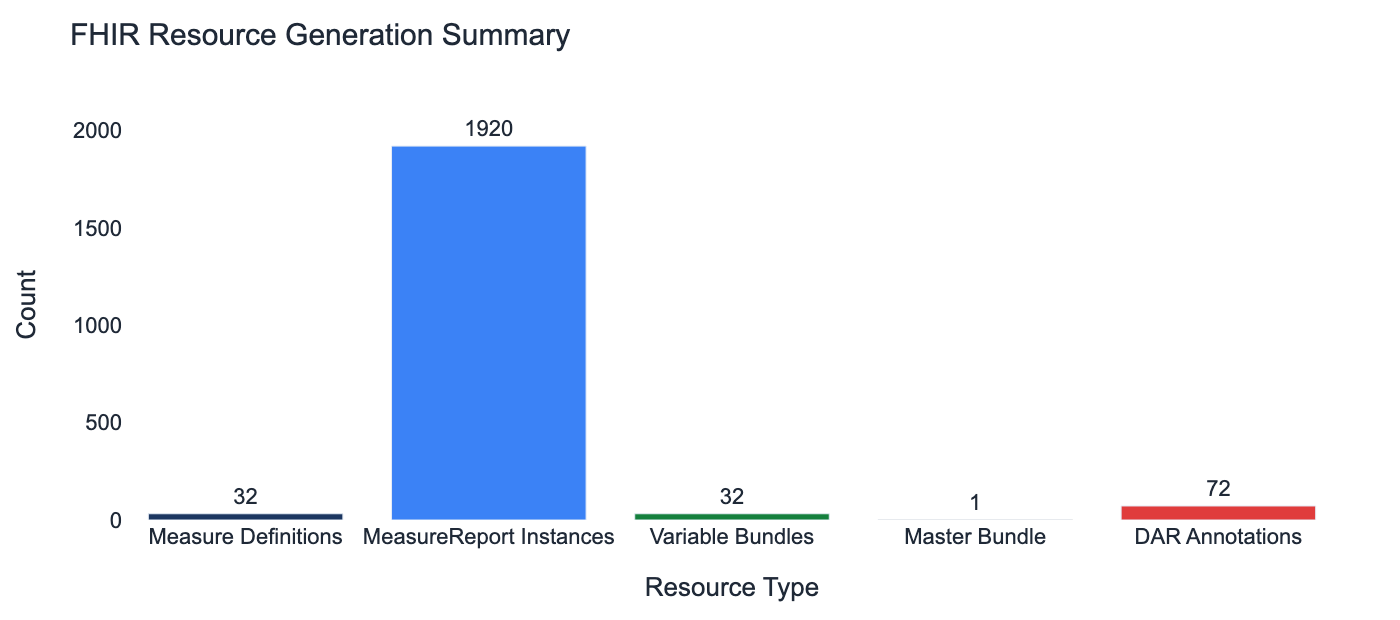 FHIR Resource Generation Summary
2000
1500
1000
500
0
Count
32
1920
32
1
72
Measure Definitions
MeasureReport Instances
Variable Bundles
Master Bundle
DAR Annotations
Resource Type